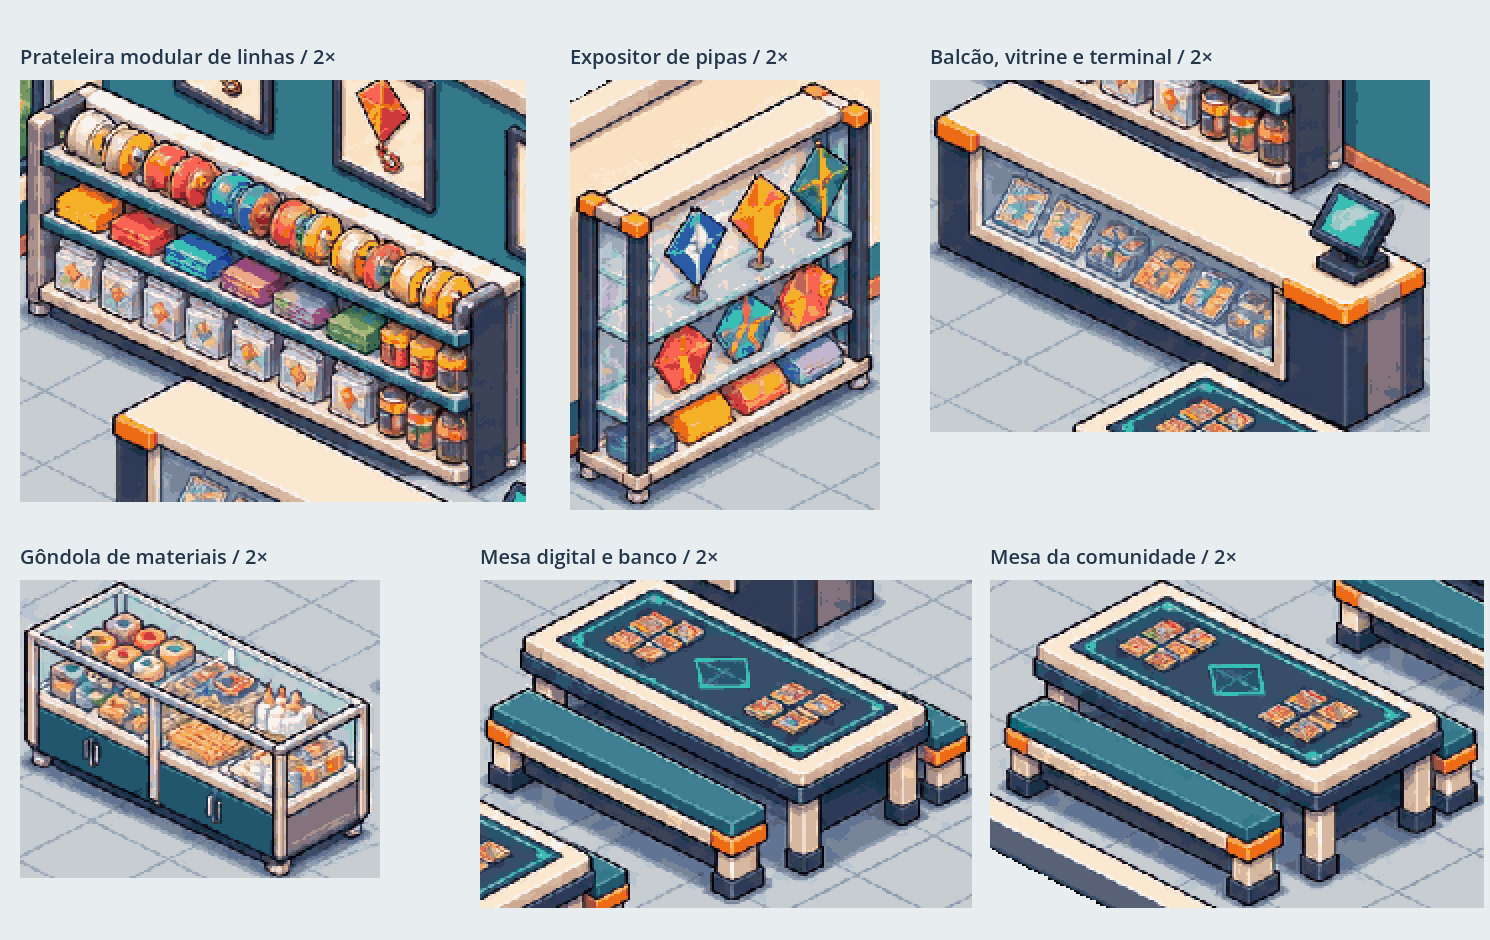 Prateleira modular de linhas / 2×
Expositor de pipas / 2×
Balcão, vitrine e terminal / 2×
Gôndola de materiais / 2×
Mesa digital e banco / 2×
Mesa da comunidade / 2×